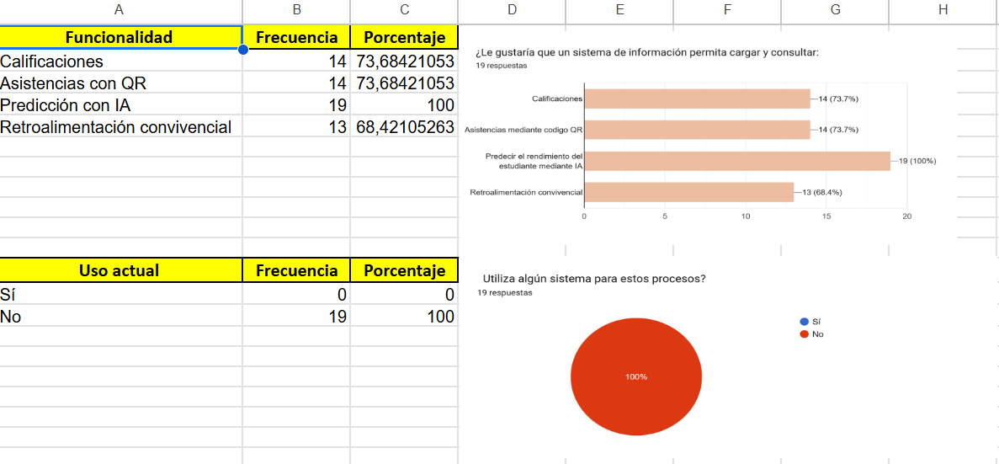 A B C D E F G H
Funcionalidad Frecuencia Porcentaje
Calificaciones 14 73,68421053
Asistencias con QR 14 73,68421053
Predicción con IA 19 100
Retroalimentación convivencial 13 68,42105263
¿Le gustaría que un sistema de información permita cargar y consultar:
19 respuestas
Calificaciones 14 (73.7%)
Asistencias mediante codigo QR 14 (73.7%)
Predecir el rendimiento del
estudiante mediante IA 19 (100%)
Retroalimentación convivencial 13 (68.4%)
0 5 10 15 20
Uso actual Frecuencia Porcentaje
Sí 0 0
No 19 100
Utiliza algún sistema para estos procesos?
19 respuestas
Sí
No
100%